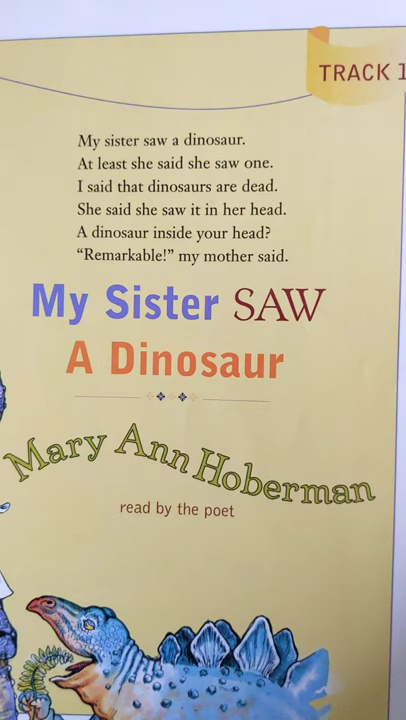 TRACK 1
My sister saw a dinosaur.
At least she said she saw one.
I said that dinosaurs are dead.
She said she saw it in her head.
A dinosaur inside your head?
“Remarkable!” my mother said.
My Sister SAW
A Dinosaur
Mary Ann Hoberman
read by the poet